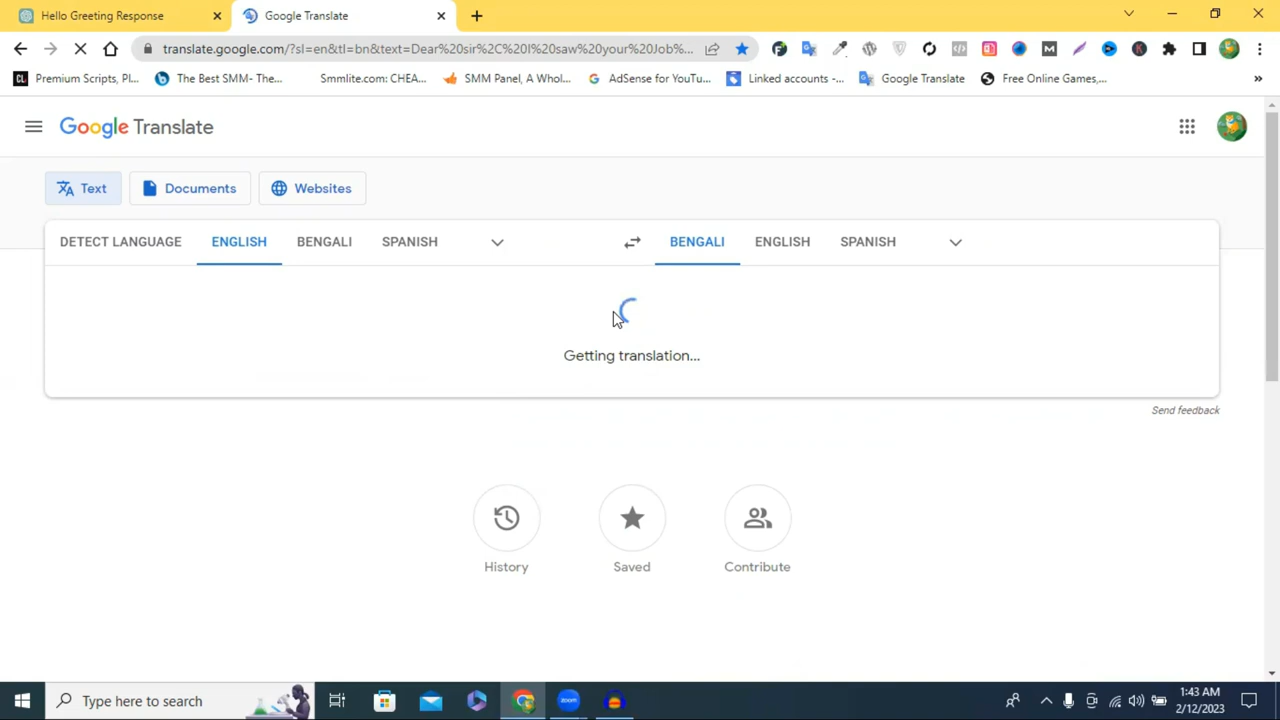 Hello Greeting Response
Google Translate
translate.google.com/?sl=en&tl=bn&text=Dear%20sir%2C%20I%20saw%20your%20Job%...
Premium Scripts, Pl...
The Best SMM- The...
Smmlite.com: CHEA...
SMM Panel, A Whol...
AdSense for YouTu...
Linked accounts -...
Google Translate
Free Online Games,...
»
Google Translate
Text
Documents
Websites
DETECT LANGUAGE
ENGLISH
BENGALI
SPANISH
BENGALI
ENGLISH
SPANISH
Getting translation...
Send feedback
History
Saved
Contribute
Type here to search
zoom
1:43 AM
2/12/2023